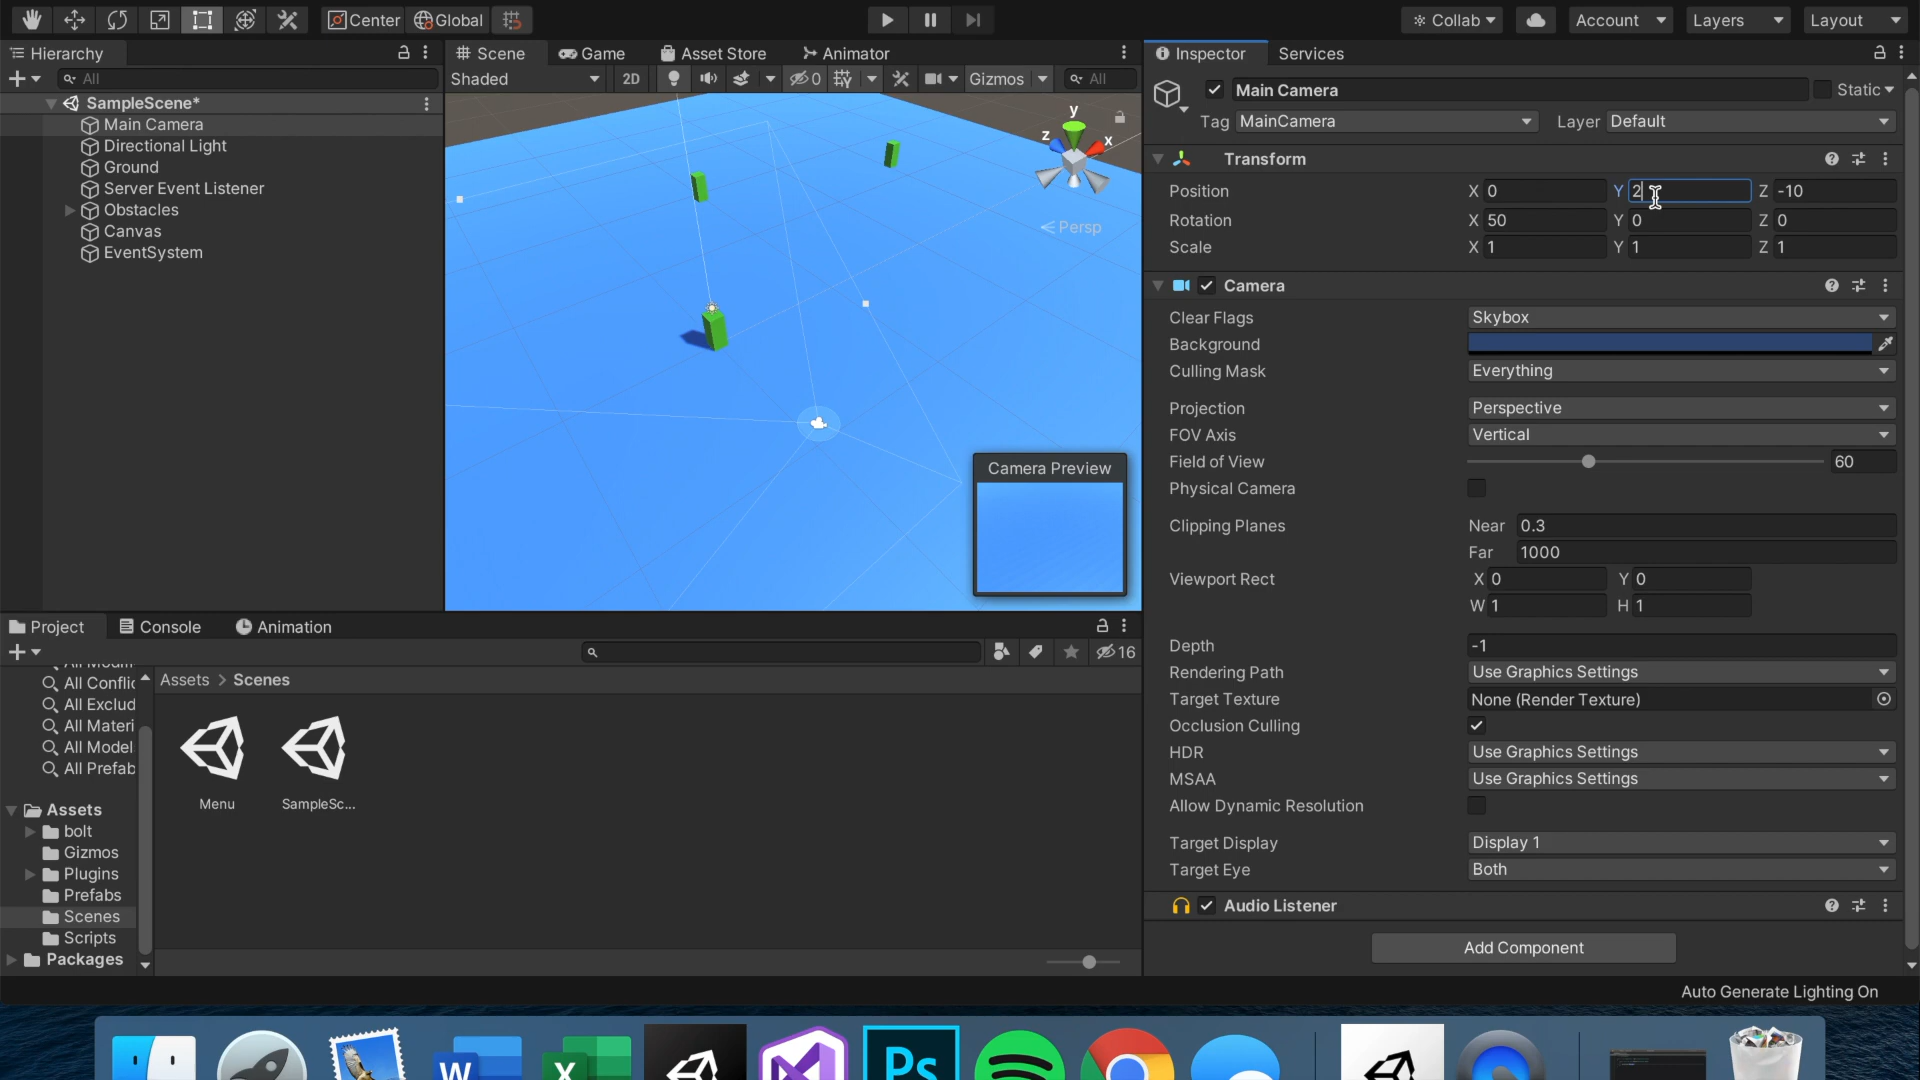 Center
Global
Collab
Account
Layers
Layout
Hierarchy
All
SampleScene*
Main Camera
Directional Light
Ground
Server Event Listener
Obstacles
Canvas
EventSystem
Scene
Game
Asset Store
Animator
Shaded
2D
0
Gizmos
All
y
z
x
Persp
Camera Preview
Inspector
Services
Main Camera
Static
Tag MainCamera
Layer Default
Transform
Position X 0 Y 2 Z -10
Rotation X 50 Y 0 Z 0
Scale X 1 Y 1 Z 1
Camera
Clear Flags Skybox
Background
Culling Mask Everything
Projection Perspective
FOV Axis Vertical
Field of View 60
Physical Camera
Clipping Planes Near 0.3
Far 1000
Viewport Rect X 0 Y 0
W 1 H 1
Depth -1
Rendering Path Use Graphics Settings
Target Texture None (Render Texture)
Occlusion Culling
HDR Use Graphics Settings
MSAA Use Graphics Settings
Allow Dynamic Resolution
Target Display Display 1
Target Eye Both
Audio Listener
Add Component
Project
Console
Animation
16
All Conflic
All Exclud
All Materi
All Model
All Prefab
Assets
bolt
Gizmos
Plugins
Prefabs
Scenes
Scripts
Packages
Assets > Scenes
Menu
SampleSc...
Auto Generate Lighting On
W
X
Ps